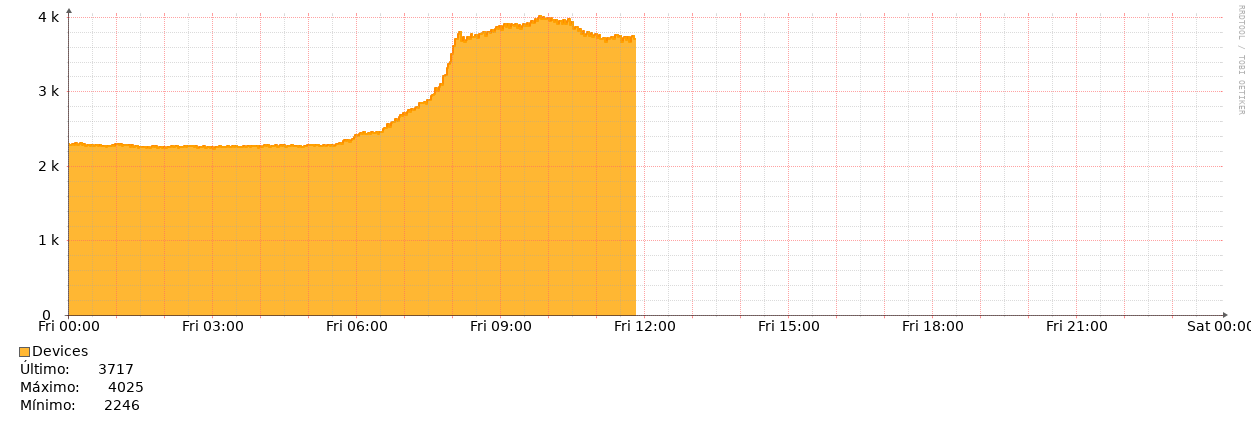 4 k
3 k
2 k
1 k
0
Fri 00:00 Fri 03:00 Fri 06:00 Fri 09:00 Fri 12:00 Fri 15:00 Fri 18:00 Fri 21:00 Sat 00:00
Devices
Último: 3717
Máximo: 4025
Mínimo: 2246
RRDTOOL / TOBI OETIKER